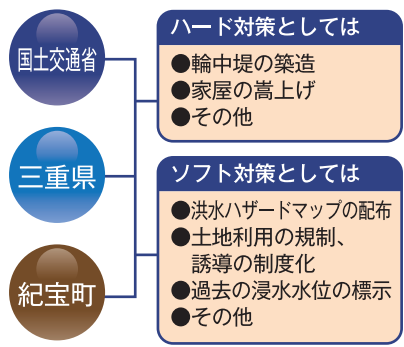 国土交通省
三重県
紀宝町
ハード対策としては
●輪中堤の築造
●家屋の嵩上げ
●その他
ソフト対策としては
●洪水ハザードマップの配布
●土地利用の規制、
誘導の制度化
●過去の浸水水位の標示
●その他